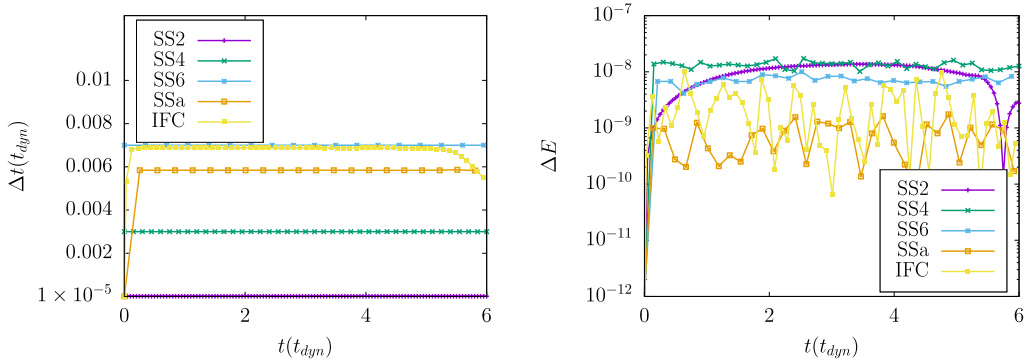 SS2
SS4
SS6
SSa
IFC
0.01
0.008
0.006
0.004
0.002
1 × 10⁻⁵
Δt(t_dyn)
0 2 4 6
t(t_dyn)
10⁻⁷
10⁻⁸
10⁻⁹
10⁻¹⁰
10⁻¹¹
10⁻¹²
ΔE
SS2
SS4
SS6
SSa
IFC
0 2 4 6
t(t_dyn)